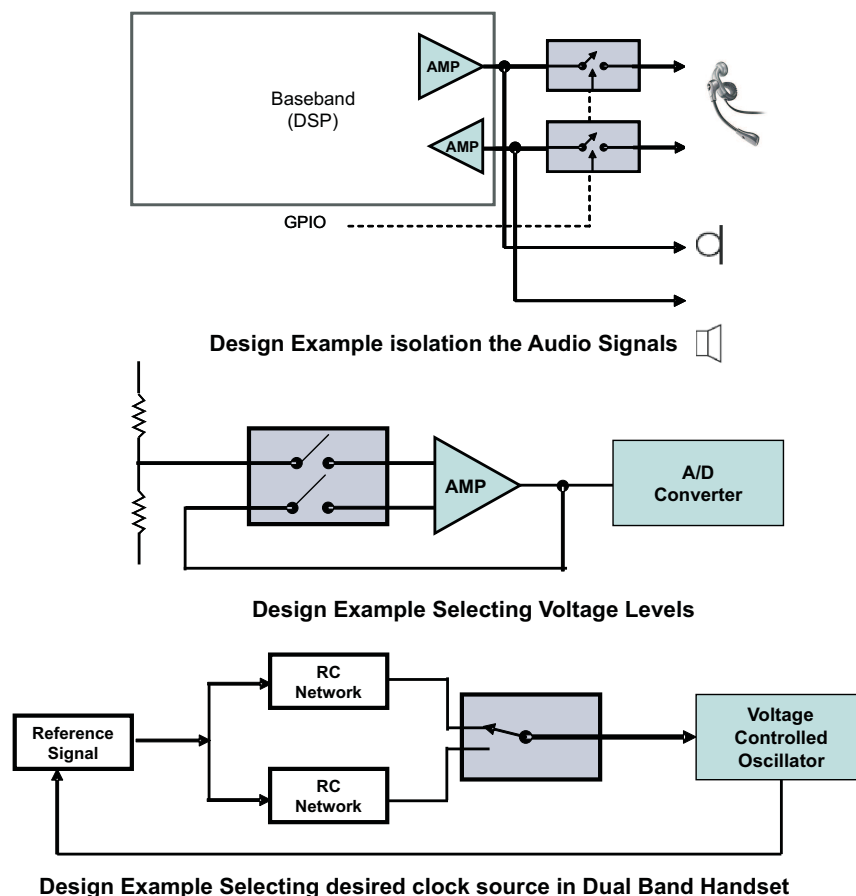 AMP
Baseband
(DSP)
AMP
GPIO
Design Example isolation the Audio Signals
AMP
A/D
Converter
Design Example Selecting Voltage Levels
RC
Network
Reference
Signal
Voltage
Controlled
Oscillator
RC
Network
Design Example Selecting desired clock source in Dual Band Handset